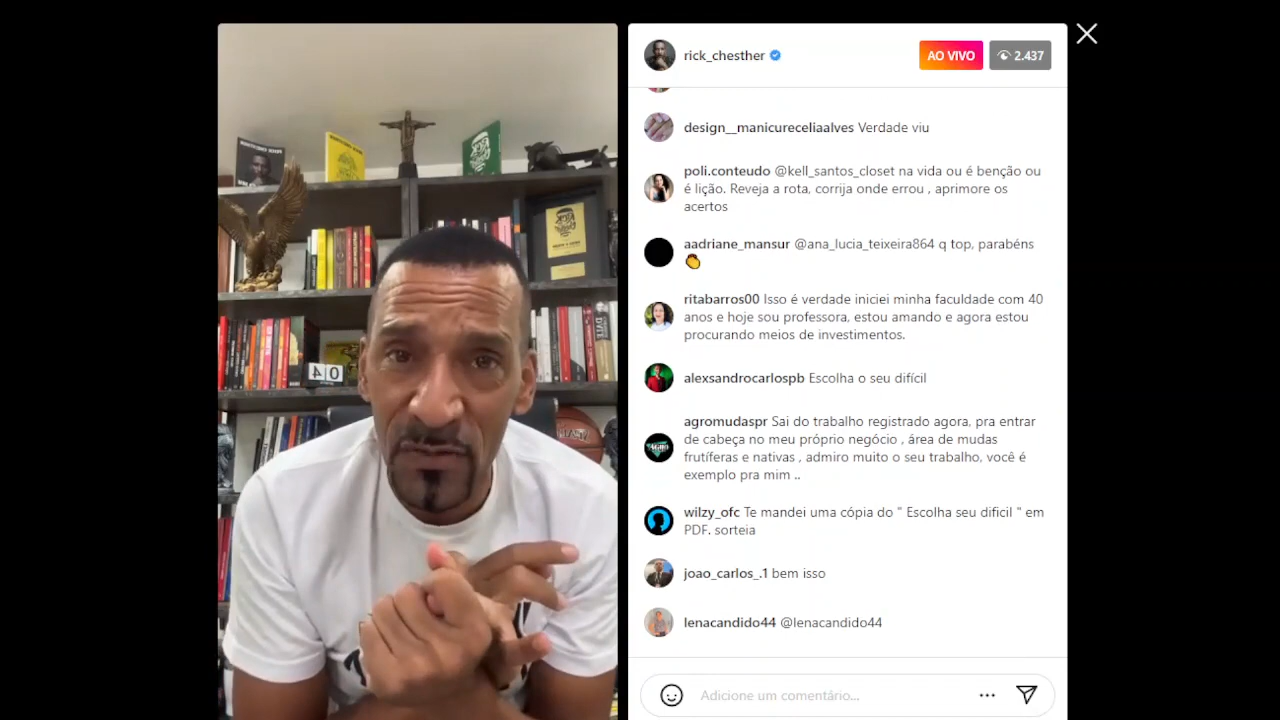 rick_chesther
AO VIVO
2.437
design__manicureceliaalves Verdade viu
poli.conteudo @kell_santos_closet na vida ou é benção ou
é lição. Reveja a rota, corrija onde errou , aprimore os
acertos
aadriane_mansur @ana_lucia_teixeira864 q top, parabéns
ritabarros00 Isso é verdade iniciei minha faculdade com 40
anos e hoje sou professora, estou amando e agora estou
procurando meios de investimentos.
alexsandrocarlospb Escolha o seu difícil
agromudaspr Sai do trabalho registrado agora, pra entrar
de cabeça no meu próprio negócio , área de mudas
frutíferas e nativas , admiro muito o seu trabalho, você é
exemplo pra mim ..
wilzy_ofc Te mandei uma cópia do " Escolha seu dificil " em
PDF. sorteia
joao_carlos_.1 bem isso
lenacandido44 @lenacandido44
Adicione um comentário...
04